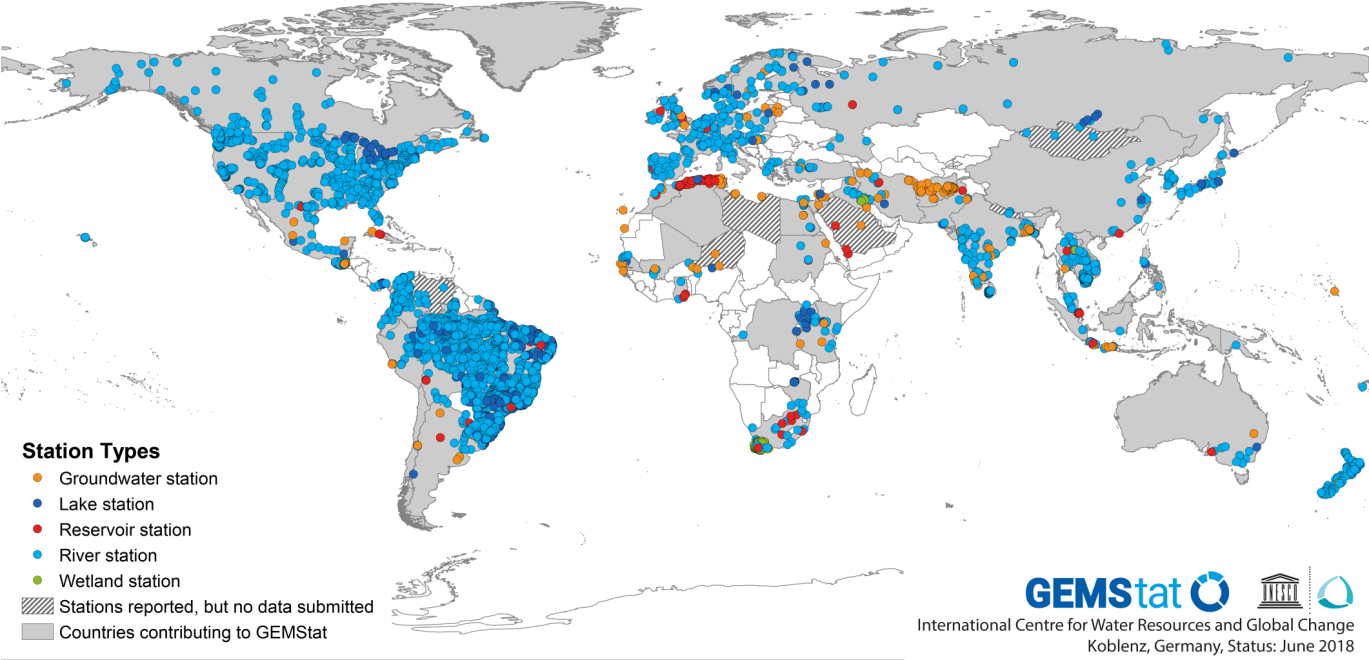 Station Types
Groundwater station
Lake station
Reservoir station
River station
Wetland station
Stations reported, but no data submitted
Countries contributing to GEMStat
GEMStat
UNESCO
International Centre for Water Resources and Global Change
Koblenz, Germany, Status: June 2018